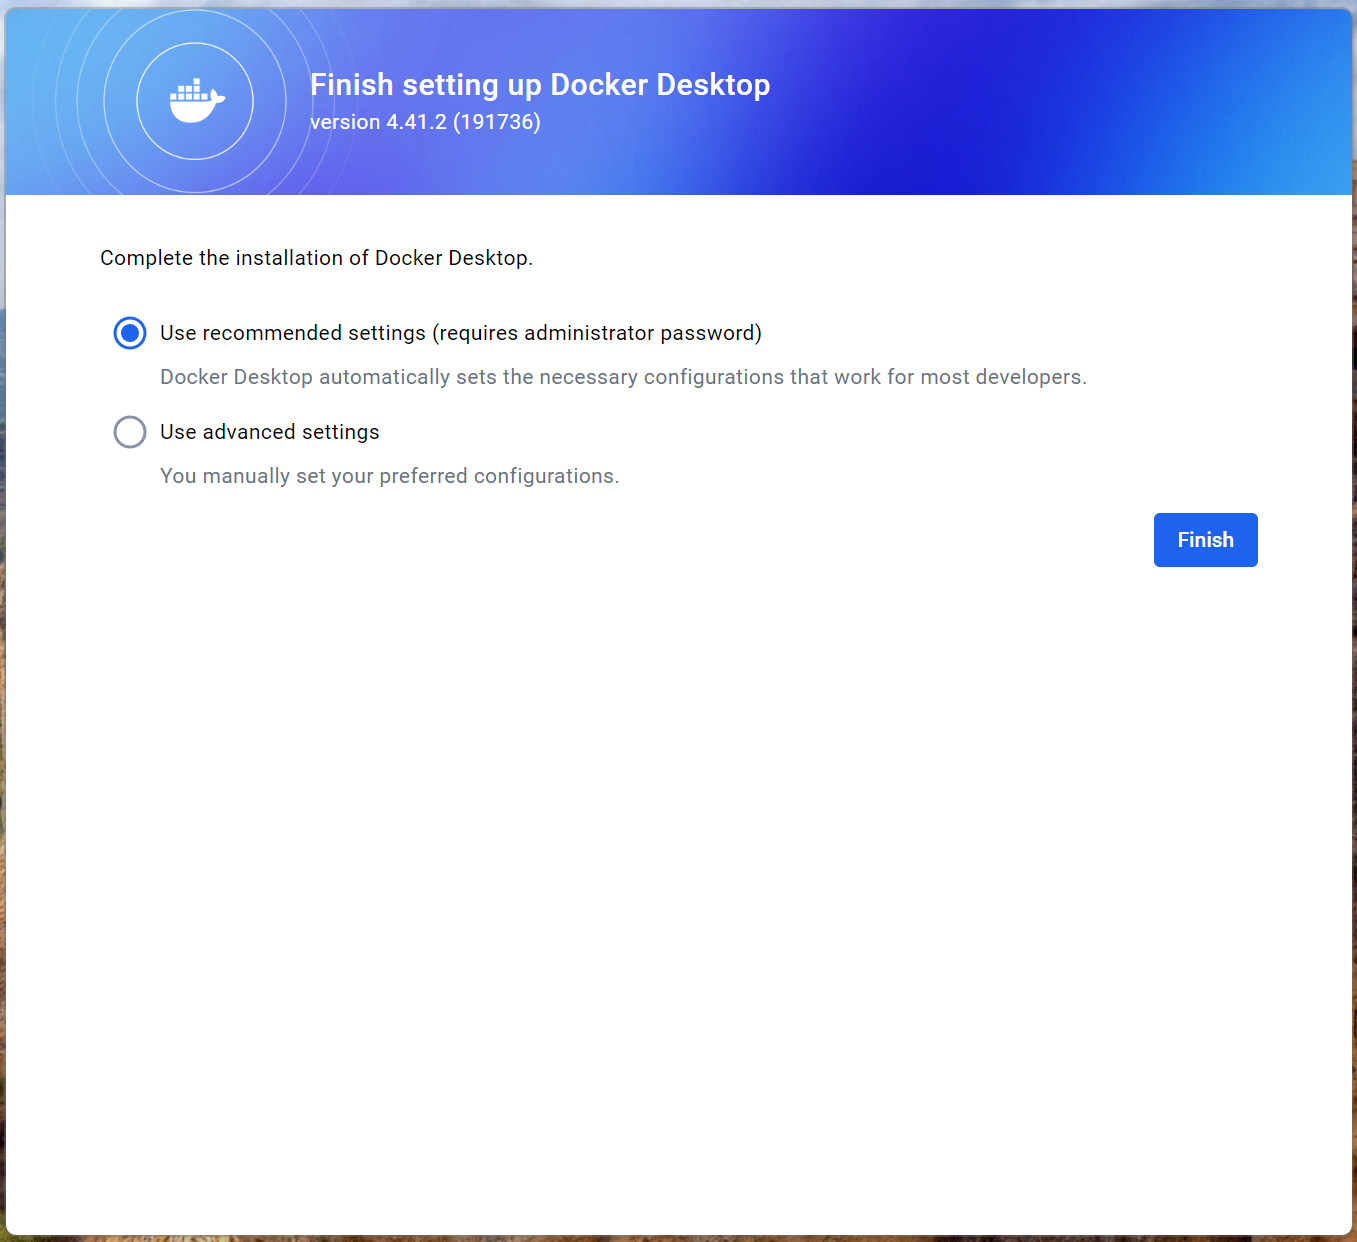 Finish setting up Docker Desktop
version 4.41.2 (191736)
Complete the installation of Docker Desktop.
Use recommended settings (requires administrator password)
Docker Desktop automatically sets the necessary configurations that work for most developers.
Use advanced settings
You manually set your preferred configurations.
Finish